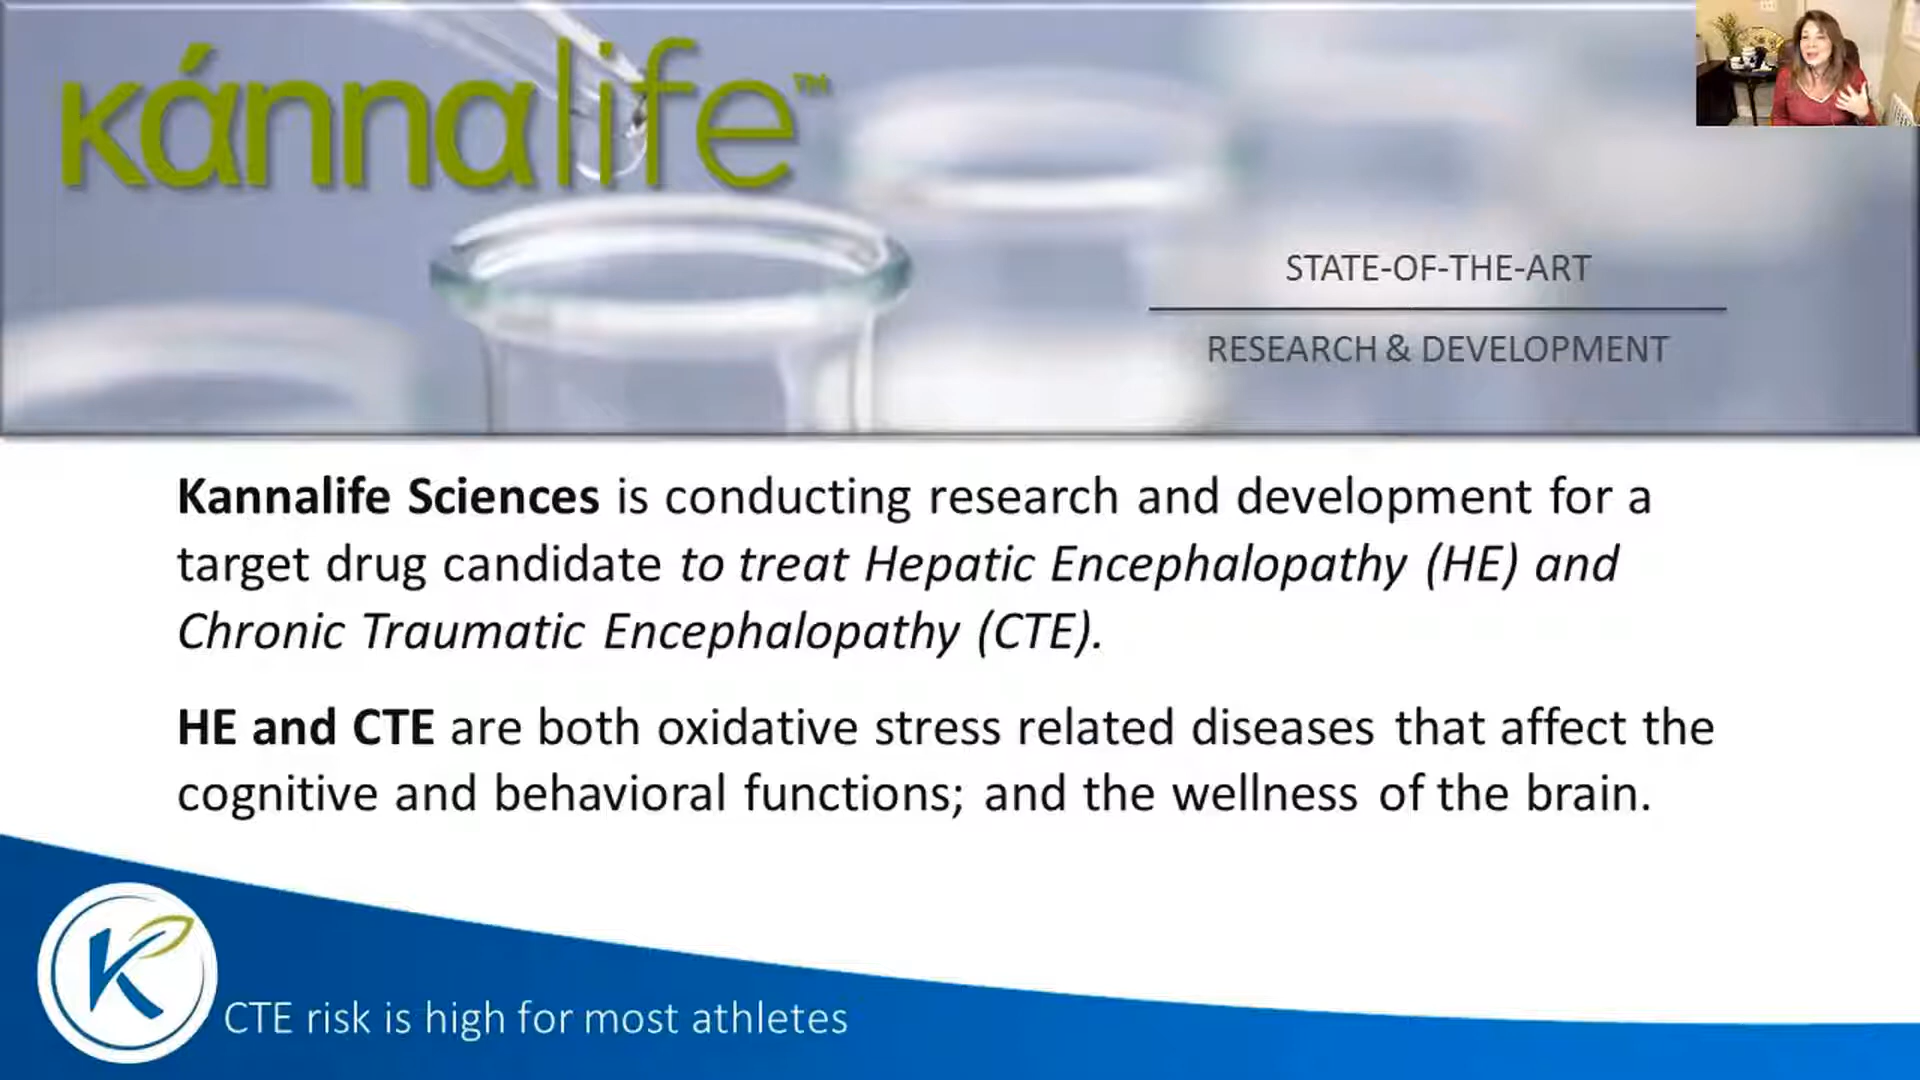 kánnalife™
STATE-OF-THE-ART
RESEARCH & DEVELOPMENT
Kannalife Sciences is conducting research and development for a
target drug candidate to treat Hepatic Encephalopathy (HE) and
Chronic Traumatic Encephalopathy (CTE).
HE and CTE are both oxidative stress related diseases that affect the
cognitive and behavioral functions; and the wellness of the brain.
K
CTE risk is high for most athletes